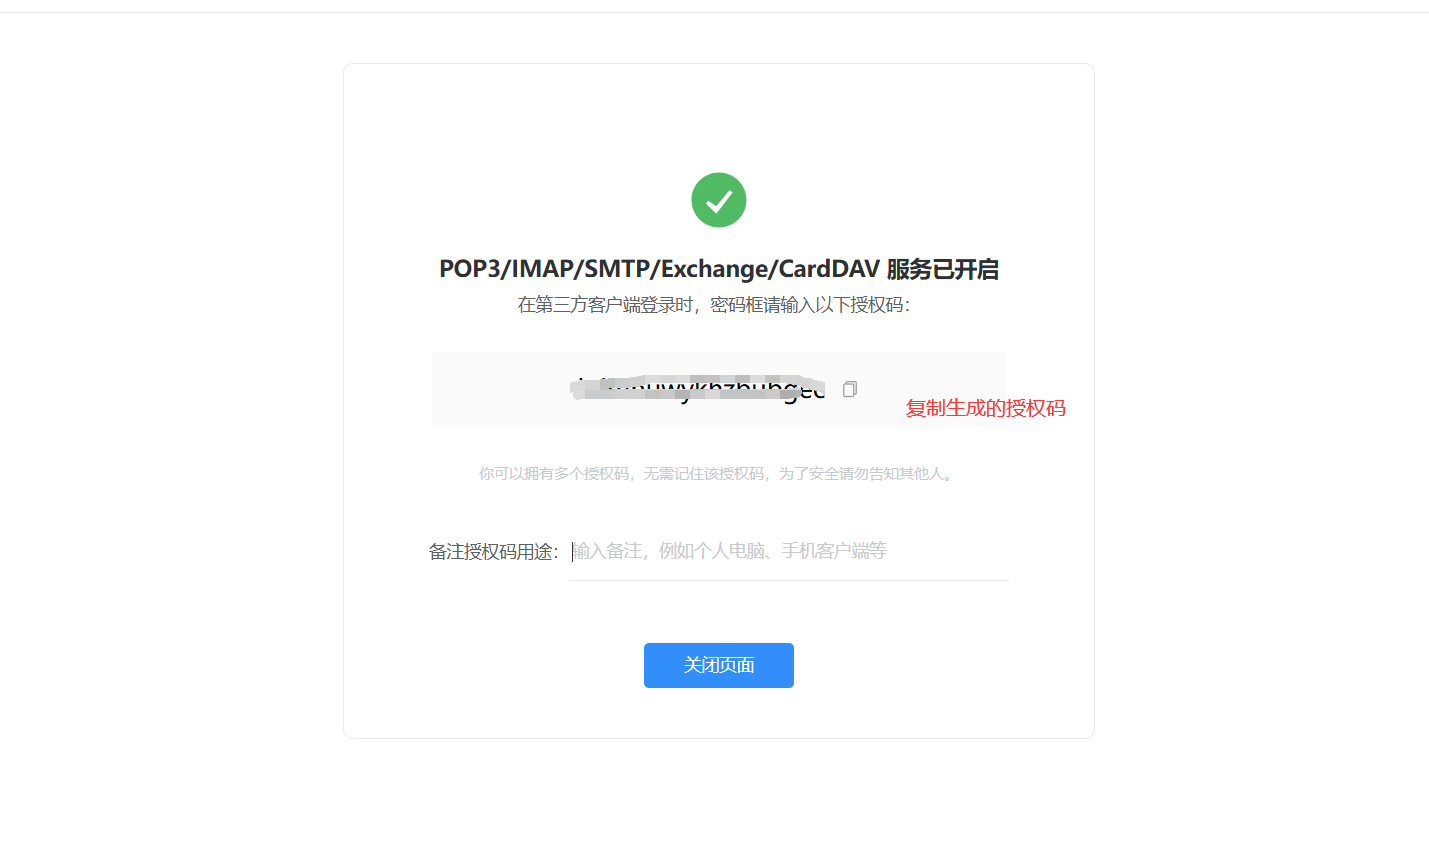 POP3/IMAP/SMTP/Exchange/CardDAV 服务已开启
在第三方客户端登录时，密码框请输入以下授权码：
复制生成的授权码
你可以拥有多个授权码，无需记住该授权码，为了安全请勿告知其他人。
备注授权码用途：输入备注，例如个人电脑、手机客户端等
关闭页面